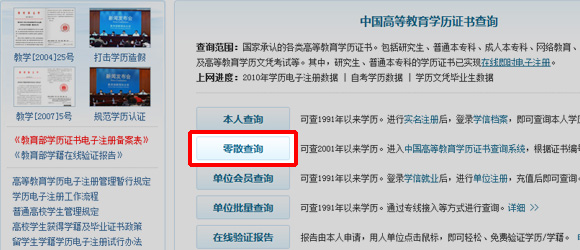 教学[2004]25号
打击学历造假
教学[2007]5号
规范学历认证
《教育部学历证书电子注册备案表》
《教育部学籍在线验证报告》
高等教育学历电子注册管理暂行规定
学历电子注册工作流程
普通高校学生管理规定
高校学生获得学籍及毕业证书政策
留学生学籍学历电子注册试行办法
中国高等教育学历证书查询
查询范围：国家承认的各类高等教育学历证书。包括研究生、普通本专科、成人本专科、网络教育、
及高等教育学历文凭考试等。其中，研究生、普通本专科的学历证书已实现在线即时电子注册。
上网进度：2010年学历电子注册数据 | 自考学历数据 | 学历文凭毕业生数据
本人查询
可查1991年以来学历。进行实名注册后，登录学信档案，即可查询本人学历
零散查询
可查2001年以来学历。进入中国高等教育学历证书查询系统，根据证书编号
单位会员查询
可查1991年以来学历。登录学信就业，进行单位注册，充值后即可查询。
单位批量查询
可查1991年以来学历。通过专线接入等方式进行查询。详细 >>
在线验证报告
报告由本人申请，用人单位点击鼠标，即可轻松、免费验证学历/学籍